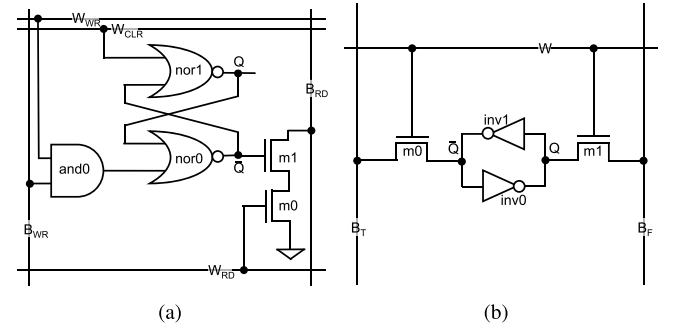 W_WR
W_CLR
nor1
Q
B_RD
and0
nor0
Q̄
m1
m0
B_WR
W_RD
(a)
W
inv1
m0
Q̄
Q
m1
inv0
B_T
B_F
(b)